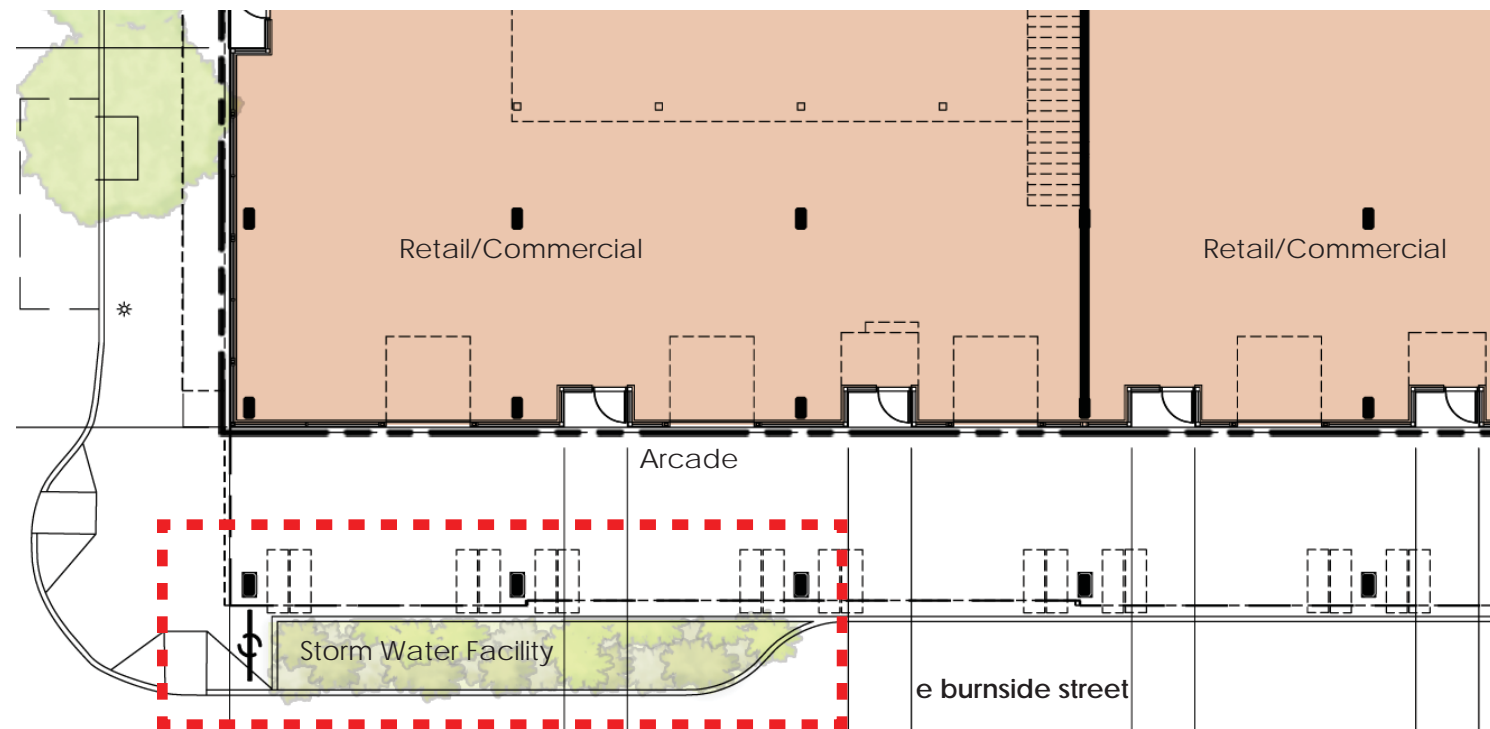 Retail/Commercial
Retail/Commercial
Arcade
Storm Water Facility
e burnside street